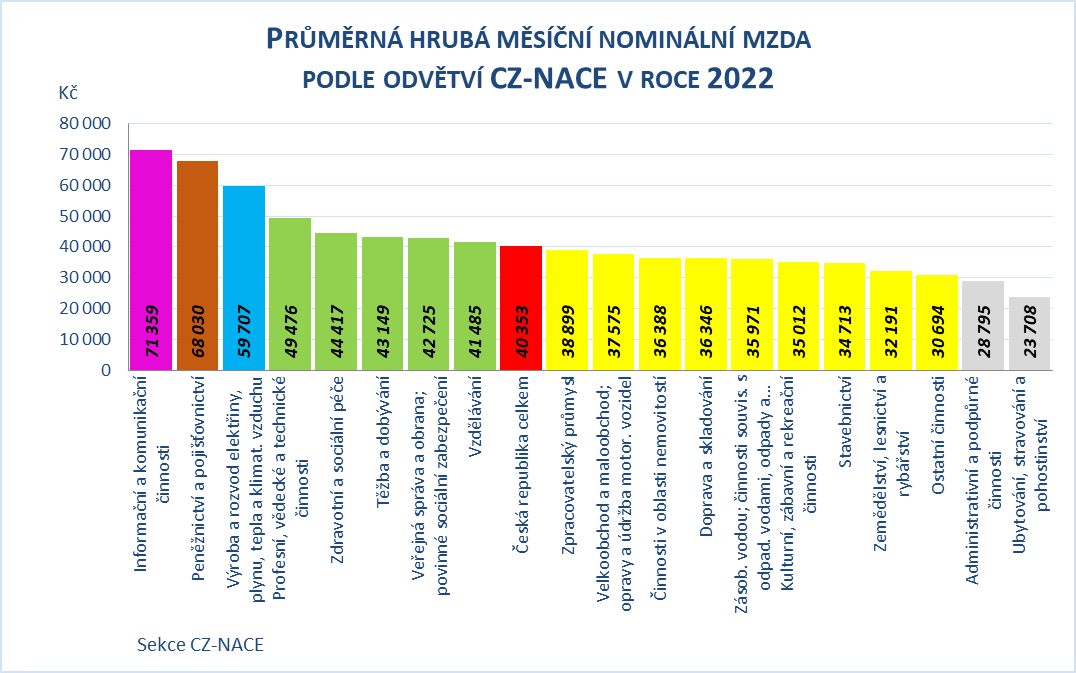 PRŮMĚRNÁ HRUBÁ MĚSÍČNÍ NOMINÁLNÍ MZDA
PODLE ODVĚTVÍ CZ-NACE V ROCE 2022
Kč
80 000
70 000
60 000
50 000
40 000
30 000
20 000
10 000
0
71 359
68 030
59 707
49 476
44 417
43 149
42 725
41 485
40 353
38 899
37 575
36 388
36 346
35 971
35 012
34 713
32 191
30 694
28 795
23 708
Informační a komunikační
činnosti
Peněžnictví a pojišťovnictví
Výroba a rozvod elektřiny,
plynu, tepla a klimat. vzduchu
Profesní, vědecké a technické
činnosti
Zdravotní a sociální péče
Těžba a dobývání
Veřejná správa a obrana;
povinné sociální zabezpečení
Vzdělávání
Česká republika celkem
Zpracovatelský průmysl
Velkoobchod a maloobchod;
opravy a údržba motor. vozidel
Činnosti v oblasti nemovitostí
Doprava a skladování
Zásob. vodou; činnosti souvis. s
odpad. vodami, odpady a...
Kulturní, zábavní a rekreační
činnosti
Stavebnictví
Zemědělství, lesnictví a
rybářství
Ostatní činnosti
Administrativní a podpůrné
činnosti
Ubytování, stravování a
pohostinství
Sekce CZ-NACE